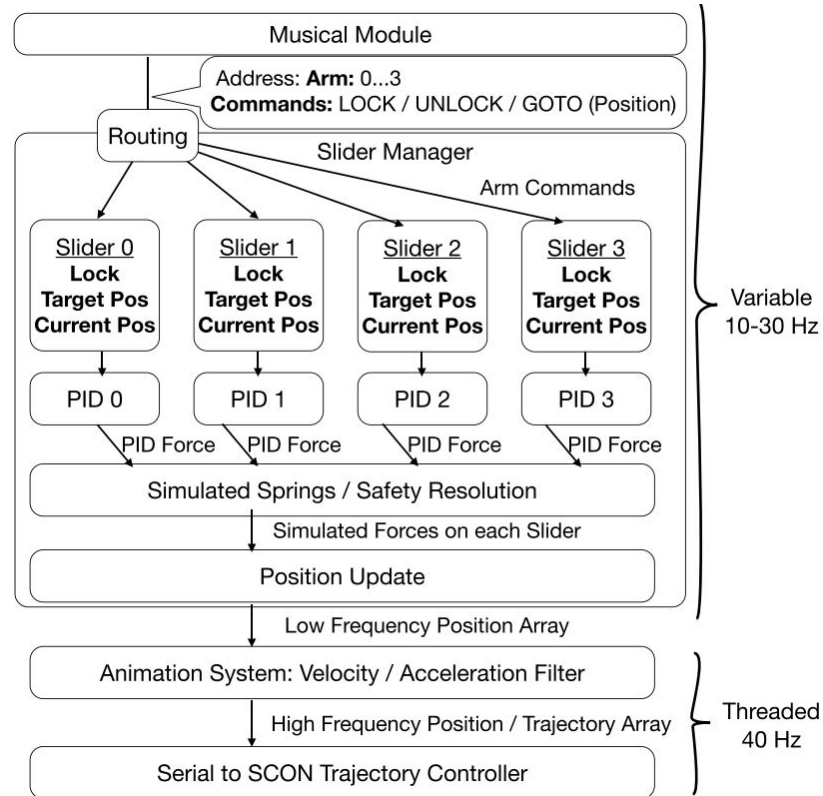 Musical Module
Address: Arm: 0...3
Commands: LOCK / UNLOCK / GOTO (Position)
Routing
Slider Manager
Arm Commands
Slider 0
Lock
Target Pos
Current Pos
Slider 1
Lock
Target Pos
Current Pos
Slider 2
Lock
Target Pos
Current Pos
Slider 3
Lock
Target Pos
Current Pos
Variable
10-30 Hz
PID 0
PID 1
PID 2
PID 3
PID Force
PID Force
PID Force
PID Force
Simulated Springs / Safety Resolution
Simulated Forces on each Slider
Position Update
Low Frequency Position Array
Animation System: Velocity / Acceleration Filter
High Frequency Position / Trajectory Array
Threaded
40 Hz
Serial to SCON Trajectory Controller